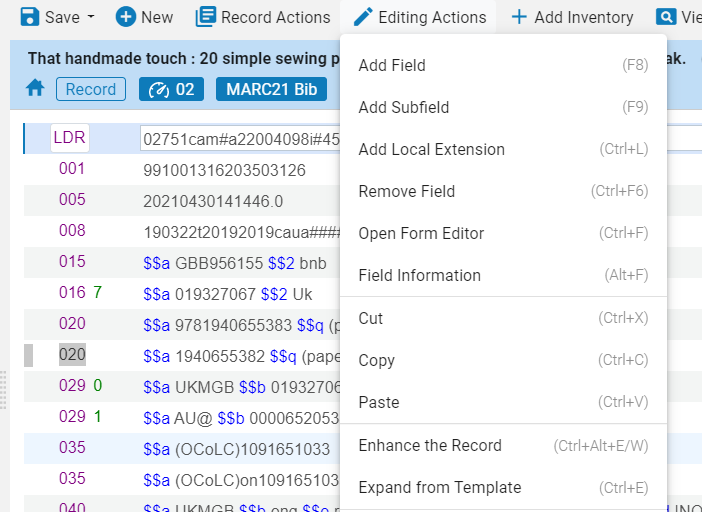 Save New Record Actions Editing Actions Add Inventory
That handmade touch : 20 simple sewing
Record 02 MARC21 Bib
Add Field (F8)
Add Subfield (F9)
Add Local Extension (Ctrl+L)
Remove Field (Ctrl+F6)
Open Form Editor (Ctrl+F)
Field Information (Alt+F)
Cut (Ctrl+X)
Copy (Ctrl+C)
Paste (Ctrl+V)
Enhance the Record (Ctrl+Alt+E/W)
Expand from Template (Ctrl+E)
LDR 02751cam#a22004098i#45
001 991001316203503126
005 20210430141446.0
008 190322t20192019caua####
015 $$a GBB956155 $$2 bnb
016 7 $$a 019327067 $$2 Uk
020 $$a 9781940655383 $$q (p
020 $$a 1940655382 $$q (pape
029 0 $$a UKMGB $$b 01932706
029 1 $$a AU@ $$b 0000652053
035 $$a (OCoLC)1091651033
035 $$a (OCoLC)on109165103
040 $$a UKMGB $$b eng